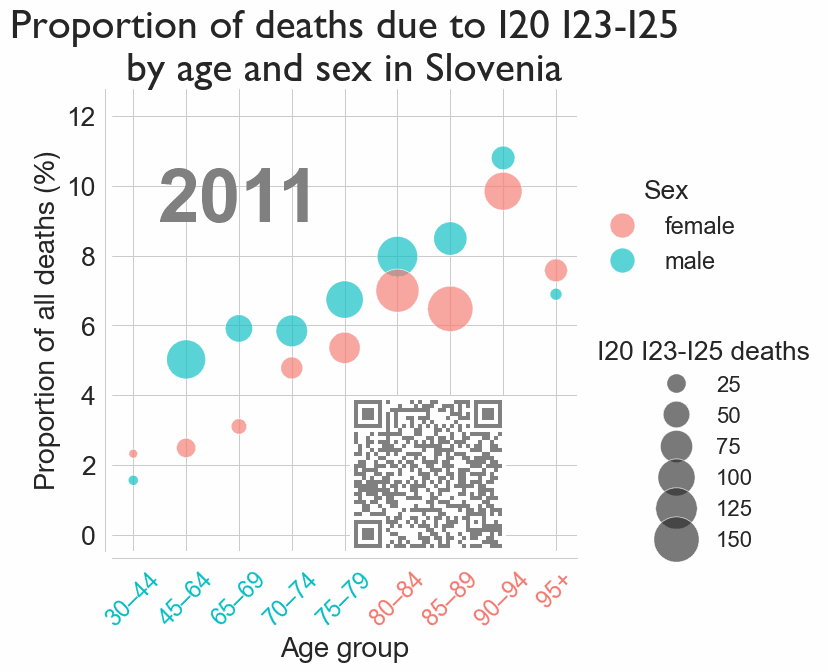 Proportion of deaths due to I20 I23-I25
by age and sex in Slovenia
12
10
8
6
4
2
0
Proportion of all deaths (%)
2011
30–44
45–64
65–69
70–74
75–79
80–84
85–89
90–94
95+
Age group
Sex
female
male
I20 I23-I25 deaths
25
50
75
100
125
150